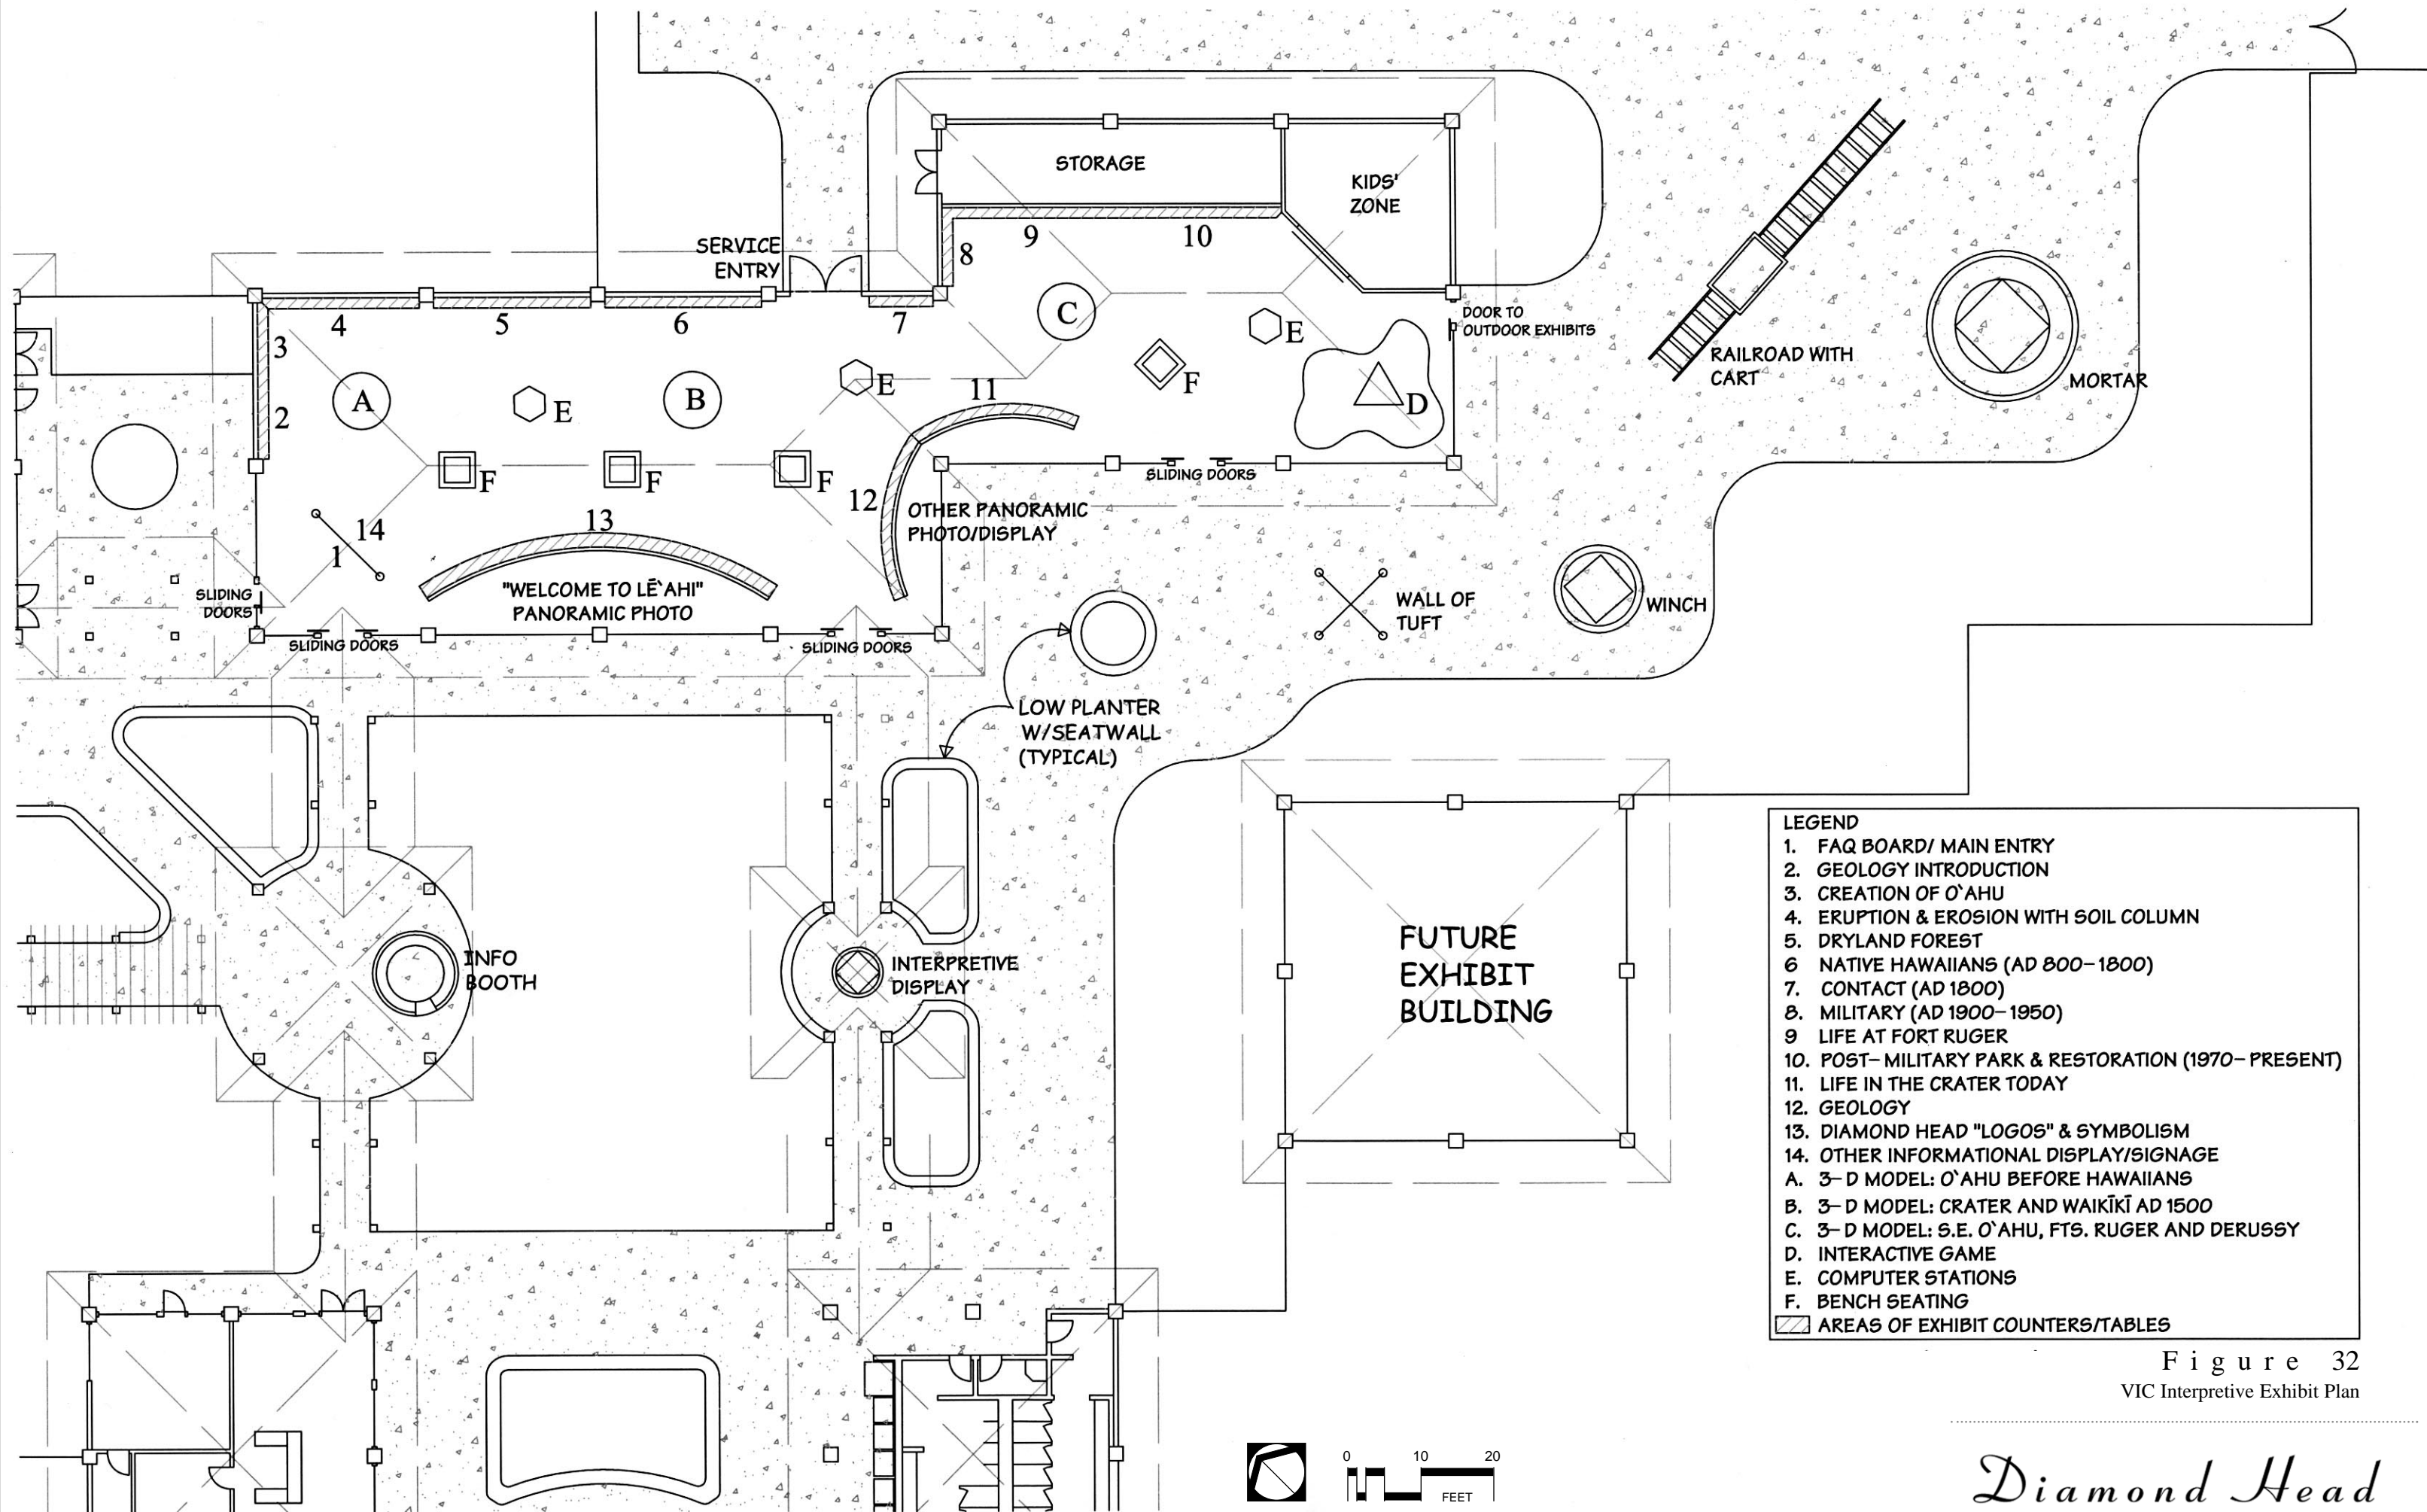 STORAGE
KIDS'
ZONE
SERVICE
ENTRY
9
10
8
4
5
6
7
C
E
DOOR TO
OUTDOOR EXHIBITS
3
2
A
E
B
E
11
F
D
RAILROAD WITH
CART
MORTAR
F
F
F
SLIDING DOORS
12
OTHER PANORAMIC
PHOTO/DISPLAY
13
14
1
"WELCOME TO LĒ`AHI"
PANORAMIC PHOTO
SLIDING
DOORS
SLIDING DOORS
SLIDING DOORS
WALL OF
TUFT
WINCH
LOW PLANTER
W/SEATWALL
(TYPICAL)
INFO
BOOTH
INTERPRETIVE
DISPLAY
FUTURE
EXHIBIT
BUILDING
LEGEND
1. FAQ BOARD/ MAIN ENTRY
2. GEOLOGY INTRODUCTION
3. CREATION OF O`AHU
4. ERUPTION & EROSION WITH SOIL COLUMN
5. DRYLAND FOREST
6 NATIVE HAWAIIANS (AD 800-1800)
7. CONTACT (AD 1800)
8. MILITARY (AD 1900-1950)
9 LIFE AT FORT RUGER
10. POST-MILITARY PARK & RESTORATION (1970-PRESENT)
11. LIFE IN THE CRATER TODAY
12. GEOLOGY
13. DIAMOND HEAD "LOGOS" & SYMBOLISM
14. OTHER INFORMATIONAL DISPLAY/SIGNAGE
A. 3-D MODEL: O`AHU BEFORE HAWAIIANS
B. 3-D MODEL: CRATER AND WAIKĪKĪ AD 1500
C. 3-D MODEL: S.E. O`AHU, FTS. RUGER AND DERUSSY
D. INTERACTIVE GAME
E. COMPUTER STATIONS
F. BENCH SEATING
AREAS OF EXHIBIT COUNTERS/TABLES
Figure 32
VIC Interpretive Exhibit Plan
0 10 20
FEET
Diamond Head